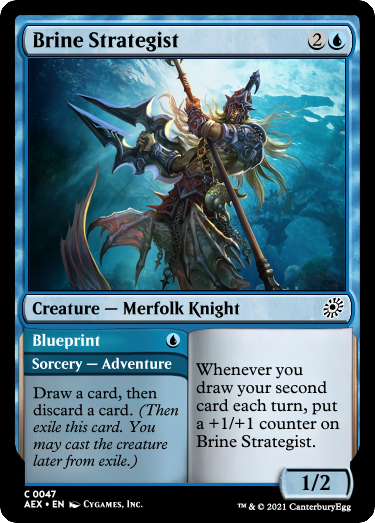 Brine Strategist 2
Creature — Merfolk Knight
Blueprint
Sorcery — Adventure
Draw a card, then
discard a card. (Then
exile this card. You
may cast the creature
later from exile.)
Whenever you
draw your second
card each turn, put
a +1/+1 counter on
Brine Strategist.
1/2
C 0047
AEX • EN Cygames, Inc.
™ & © 2021 CanterburyEgg